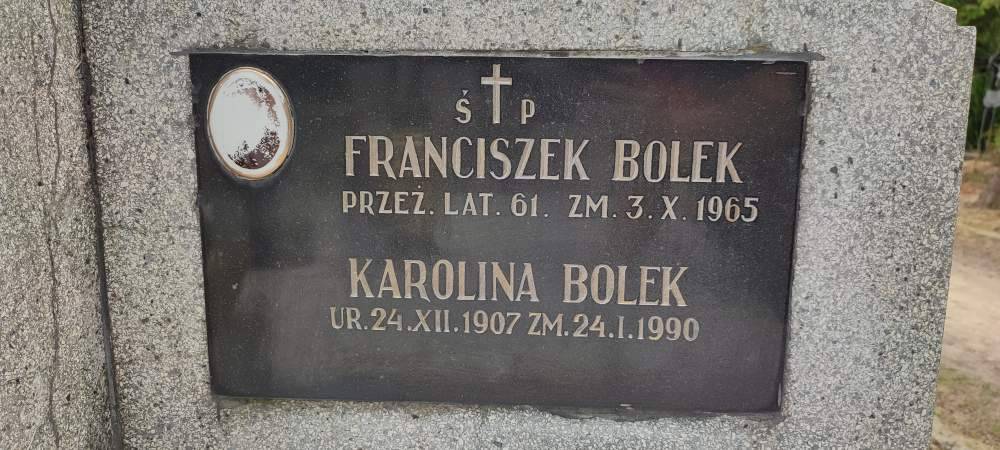 Ś P
FRANCISZEK BOLEK
PRZEŻ. LAT. 61. ZM. 3. X. 1965
KAROLINA BOLEK
UR. 24. XII. 1907 ZM. 24. I. 1990